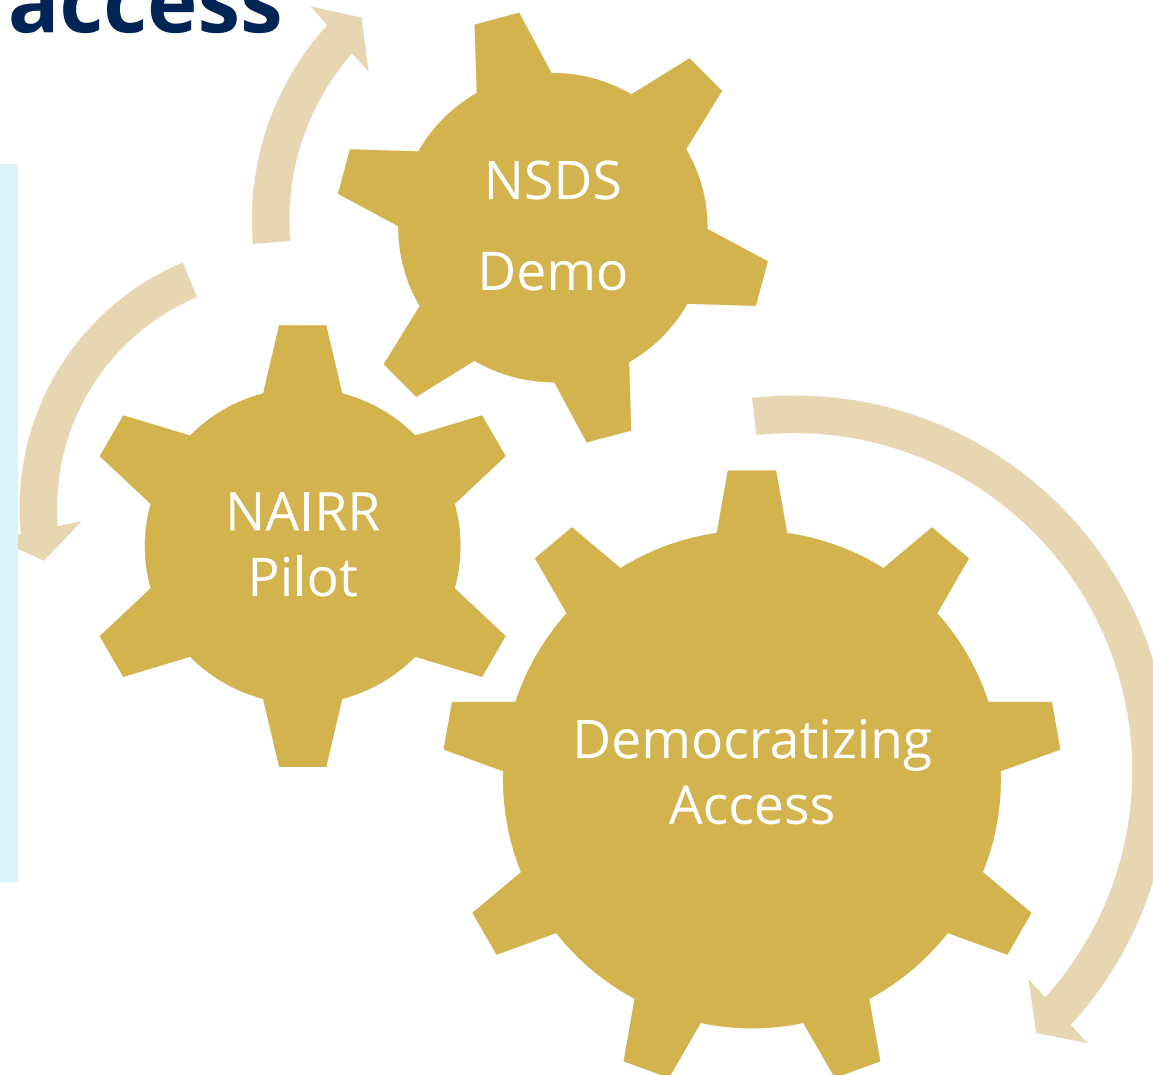 access
NSDS
Demo
NAIRR
Pilot
Democratizing
Access